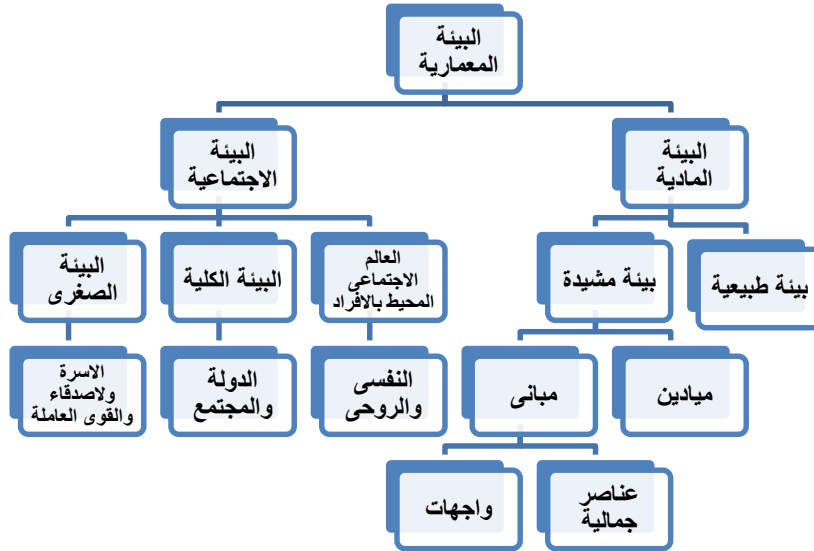 البيئة
المعمارية
البيئة
المادية
البيئة
الاجتماعية
بيئة طبيعية
بيئة مشيدة
العالم
الاجتماعى
المحيط بالافراد
البيئة الكلية
البيئة
الصغرى
ميادين
مبانى
النفسى
والروحى
الدولة
والمجتمع
الاسرة
ولاصدقاء
والقوى العاملة
عناصر
جمالية
واجهات